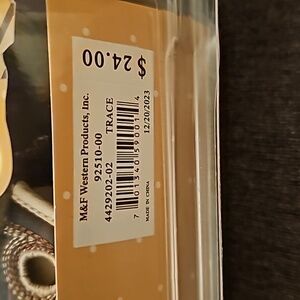 M&F Western Products, Inc.
92510-00
4429202-02 TRACE
7 01340 59001 4
MADE IN CHINA
12/20/2023
$ 24.00